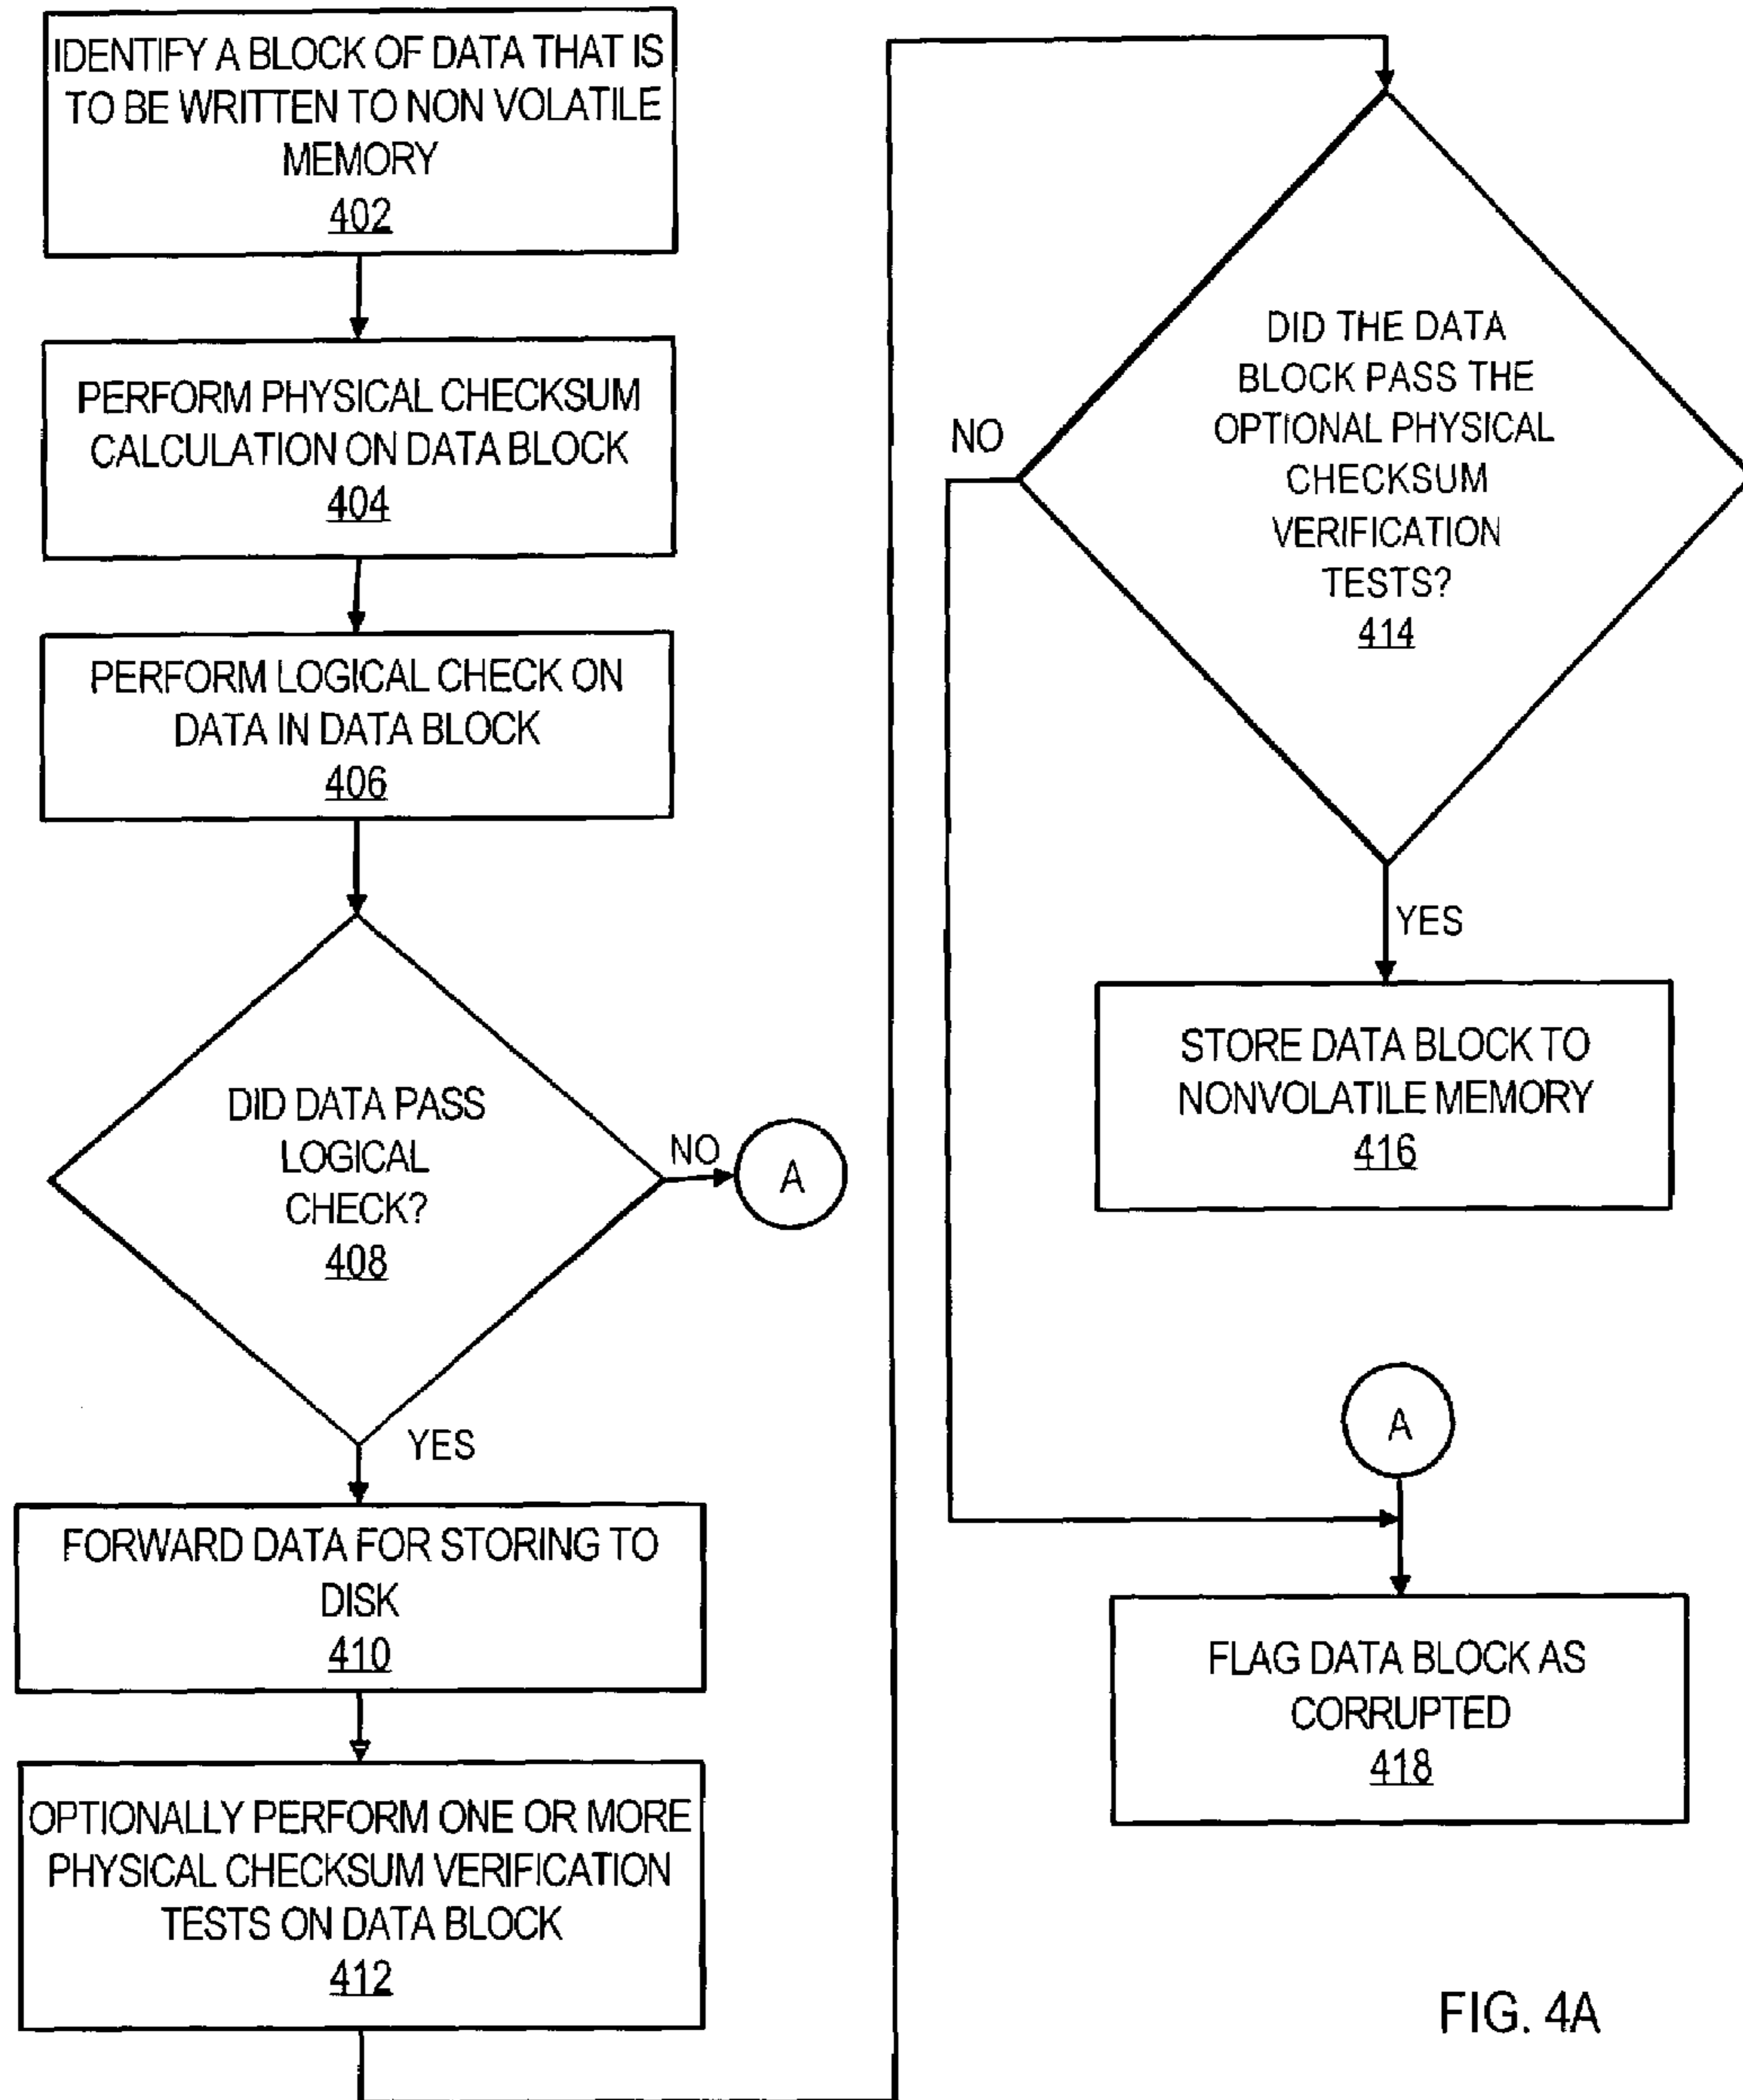 IDENTIFY A BLOCK OF DATA THAT IS
TO BE WRITTEN TO NON VOLATILE
MEMORY
402
PERFORM PHYSICAL CHECKSUM
CALCULATION ON DATA BLOCK
404
PERFORM LOGICAL CHECK ON
DATA IN DATA BLOCK
406
DID DATA PASS
LOGICAL
CHECK?
408
NO
A
YES
FORWARD DATA FOR STORING TO
DISK
410
OPTIONALLY PERFORM ONE OR MORE
PHYSICAL CHECKSUM VERIFICATION
TESTS ON DATA BLOCK
412
DID THE DATA
BLOCK PASS THE
OPTIONAL PHYSICAL
CHECKSUM
VERIFICATION
TESTS?
414
NO
YES
STORE DATA BLOCK TO
NONVOLATILE MEMORY
416
A
FLAG DATA BLOCK AS
CORRUPTED
418
FIG. 4A